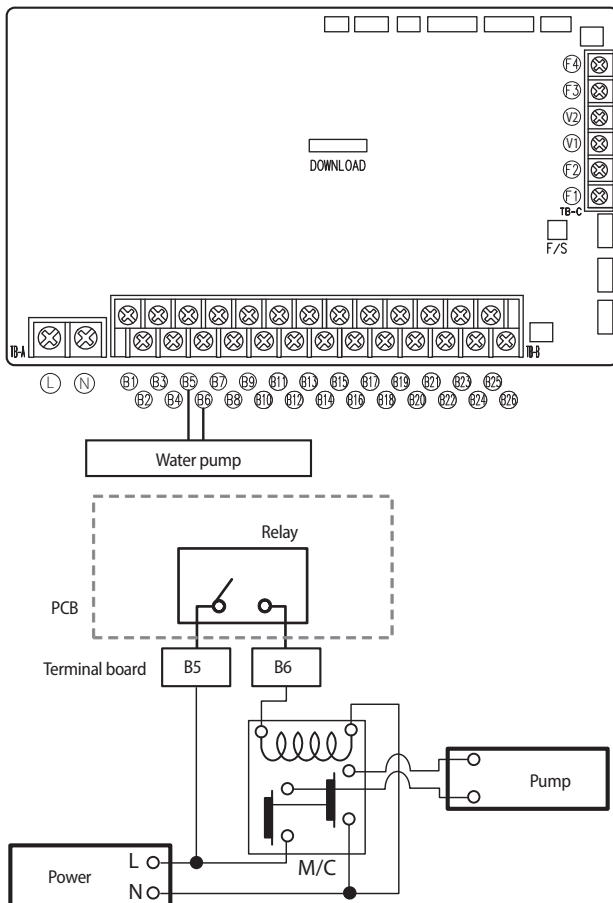 F4
F3
V2
V1
DOWNLOAD
F2
F1
TB-C
F/S
TB-A
TB-B
L N B1 B3 B5 B7 B9 B11 B13 B15 B17 B19 B21 B23 B25
B2 B4 B6 B8 B10 B12 B14 B16 B18 B20 B22 B24 B26
Water pump
Relay
PCB
Terminal board B5 B6
Pump
M/C
Power L
N